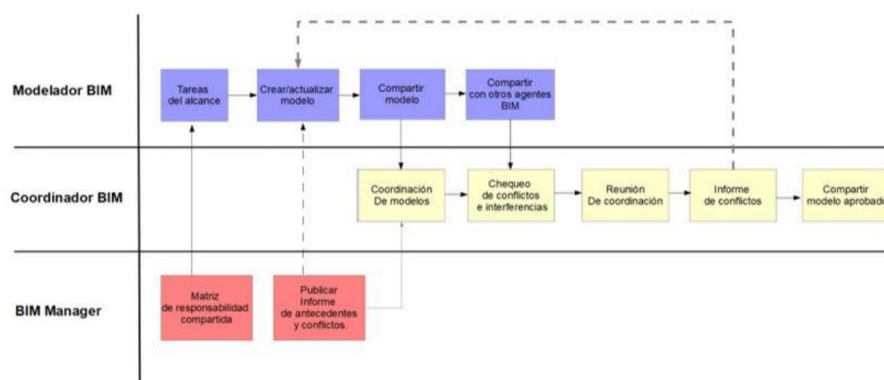 Modelador BIM
Tareas
del alcance
Crear/actualizar
modelo
Compartir
modelo
Compartir
con otros agentes
BIM
Coordinador BIM
Coordinación
De modelos
Chequeo
de conflictos
e interferencias
Reunión
De coordinación
Informe
de conflictos
Compartir
modelo aprobado
BIM Manager
Matriz
de responsabilidad
compartida
Publicar
Informe
de antecedentes
y conflictos.